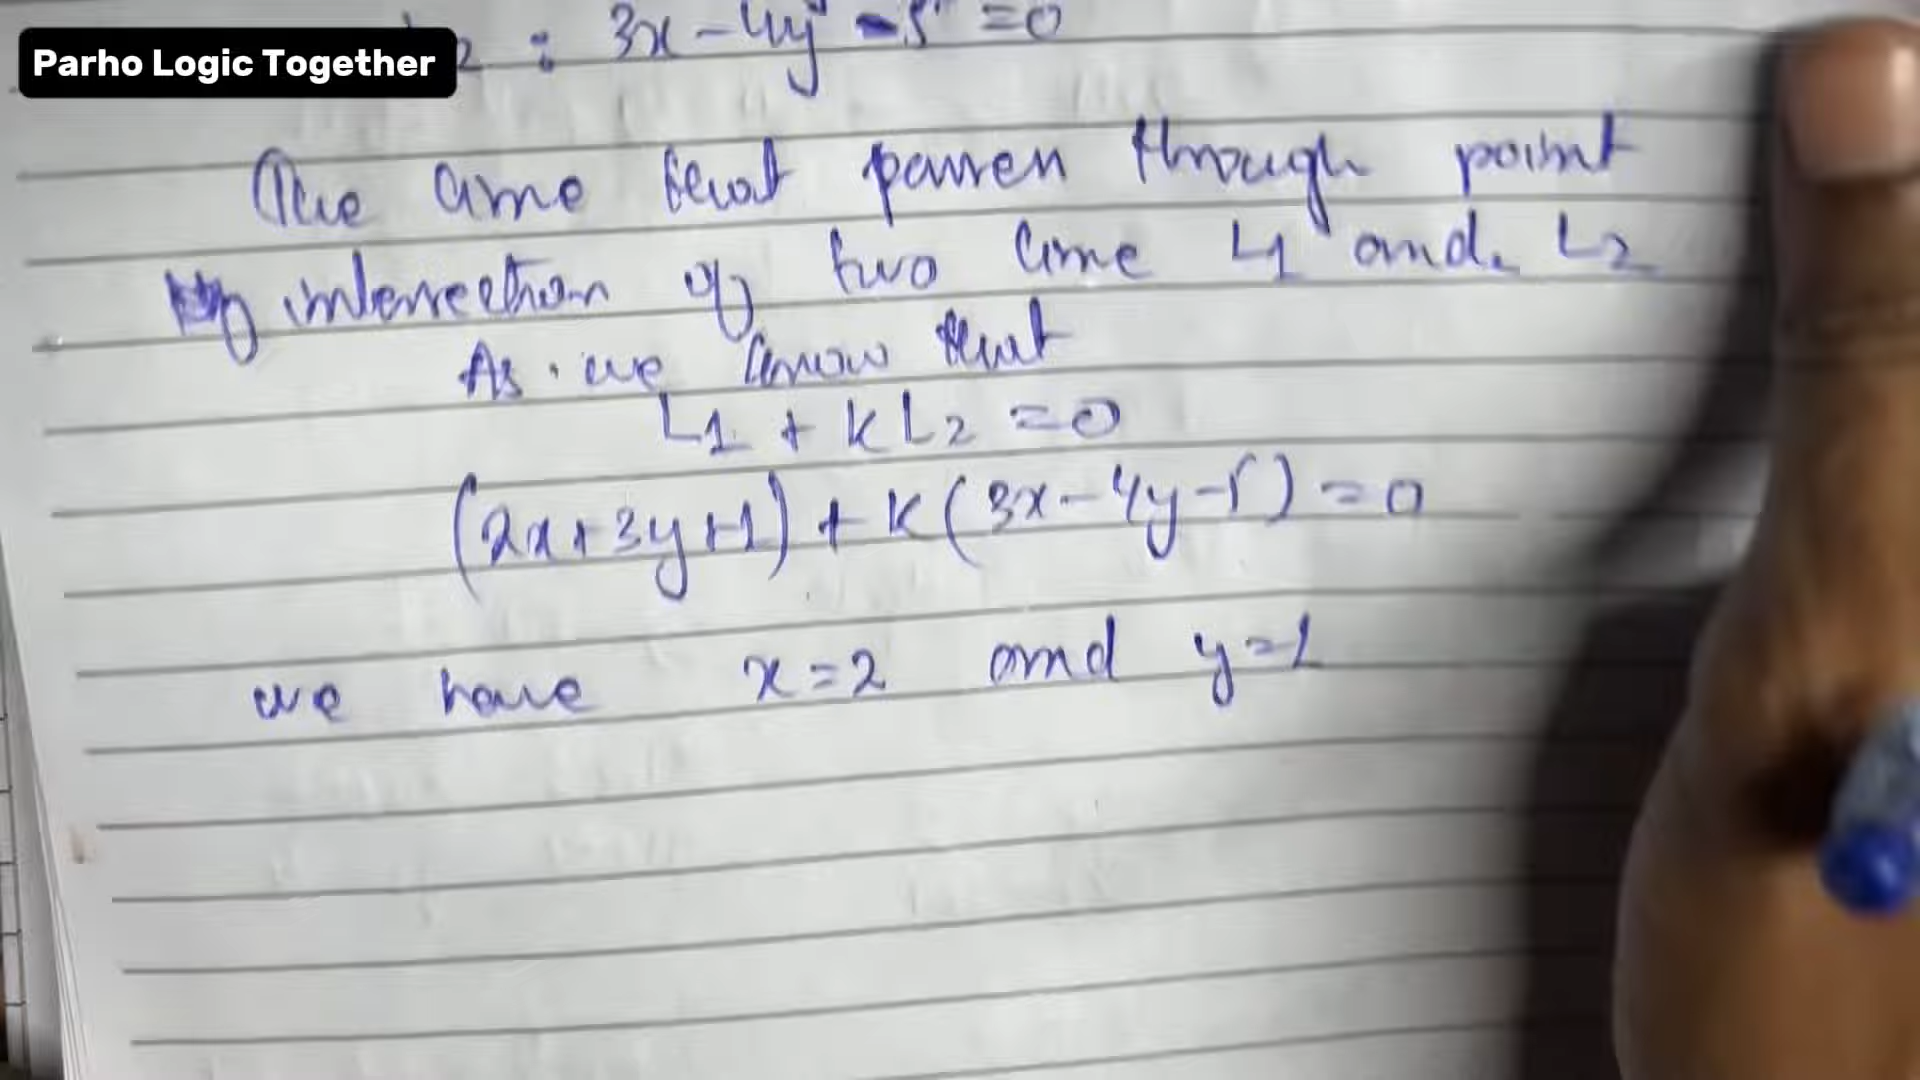 Parho Logic Together
L2 : 3x - 4y - 5 = 0
The line that passes through point
intersection of two line L1 and L2
As we know that
L1 + kL2 = 0
(2x+3y+1) + k(3x-4y-5) = 0
we have x=2 and y=1